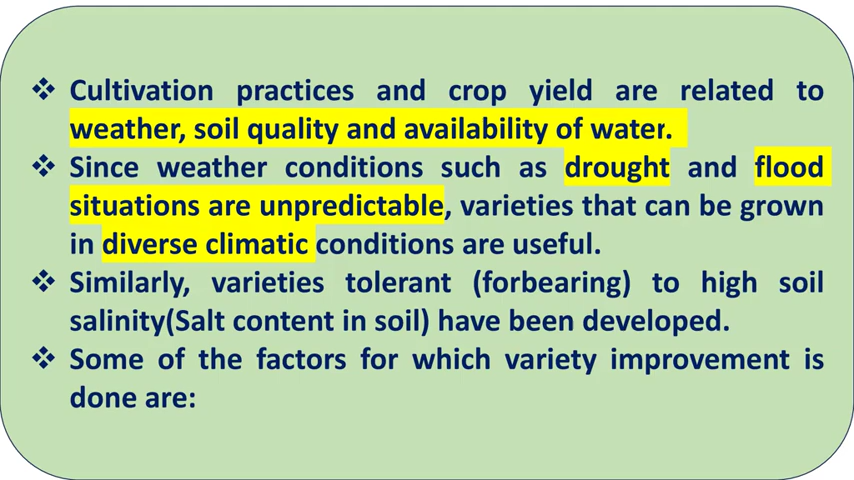 ❖ Cultivation practices and crop yield are related to
weather, soil quality and availability of water.
❖ Since weather conditions such as drought and flood
situations are unpredictable, varieties that can be grown
in diverse climatic conditions are useful.
❖ Similarly, varieties tolerant (forbearing) to high soil
salinity(Salt content in soil) have been developed.
❖ Some of the factors for which variety improvement is
done are: